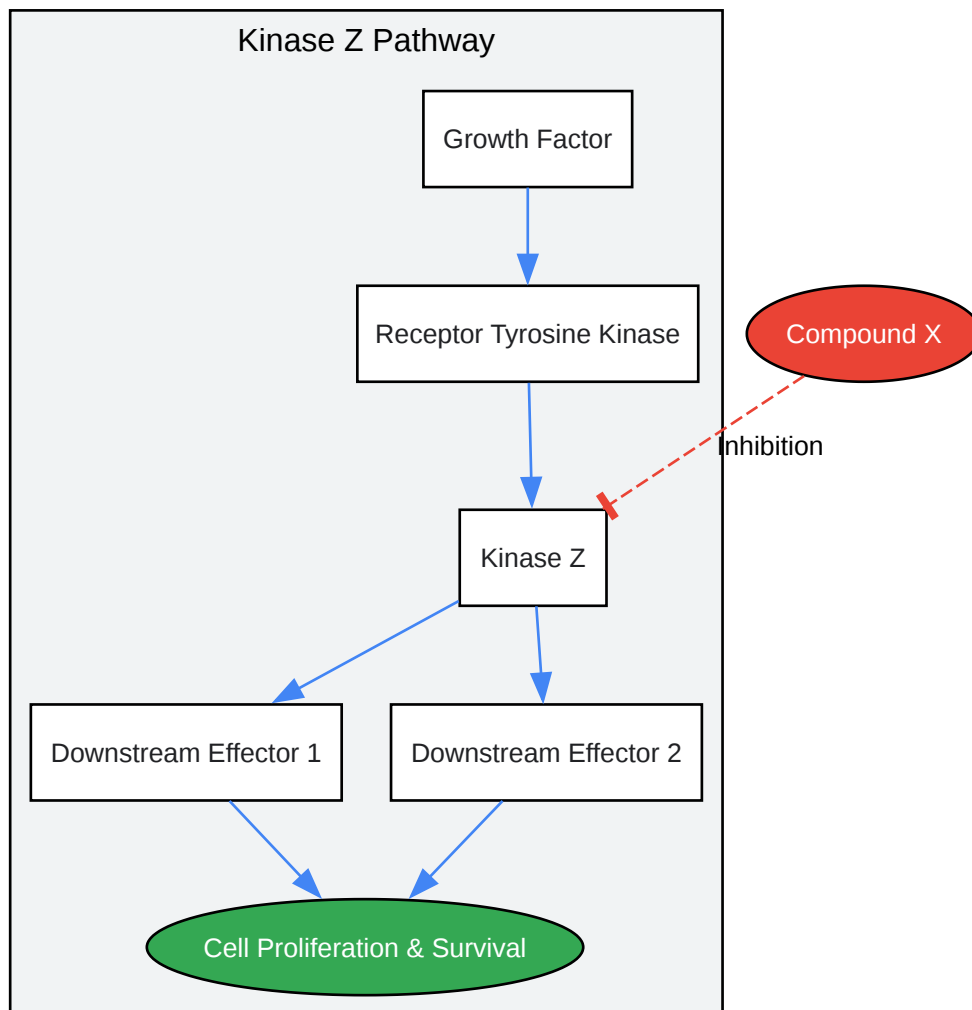 Kinase Z Pathway
Growth Factor
Receptor Tyrosine Kinase
Compound X
Inhibition
Kinase Z
Downstream Effector 1
Downstream Effector 2
Cell Proliferation & Survival